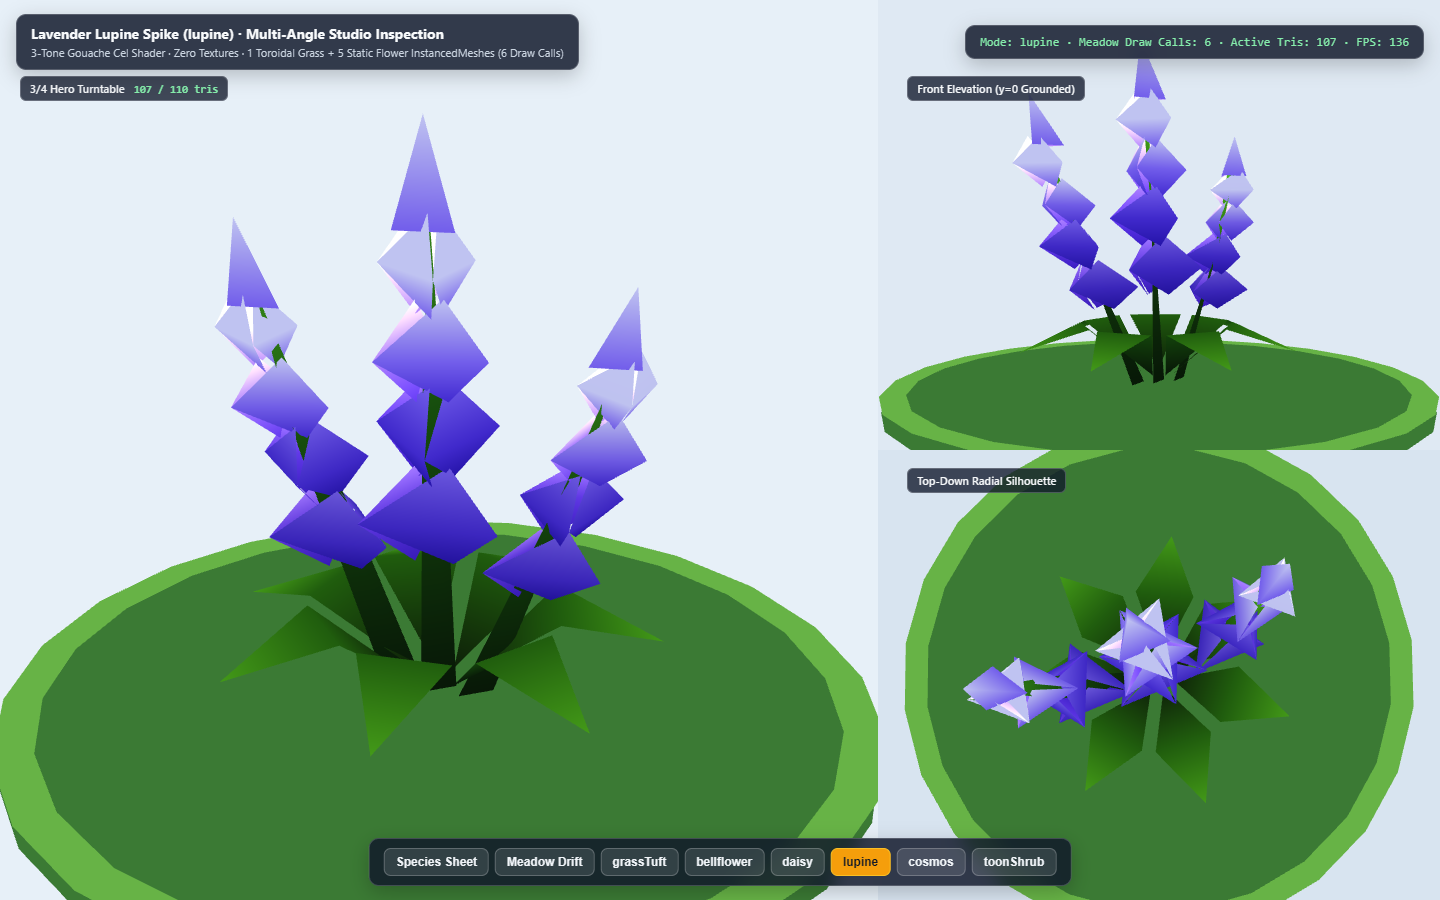 Lavender Lupine Spike (lupine) · Multi-Angle Studio Inspection
3-Tone Gouache Cel Shader · Zero Textures · 1 Toroidal Grass + 5 Static Flower InstancedMeshes (6 Draw Calls)
3/4 Hero Turntable 107 / 110 tris
Mode: lupine · Meadow Draw Calls: 6 · Active Tris: 107 · FPS: 136
Front Elevation (y=0 Grounded)
Top-Down Radial Silhouette
Species Sheet Meadow Drift grassTuft bellflower daisy lupine cosmos toonShrub